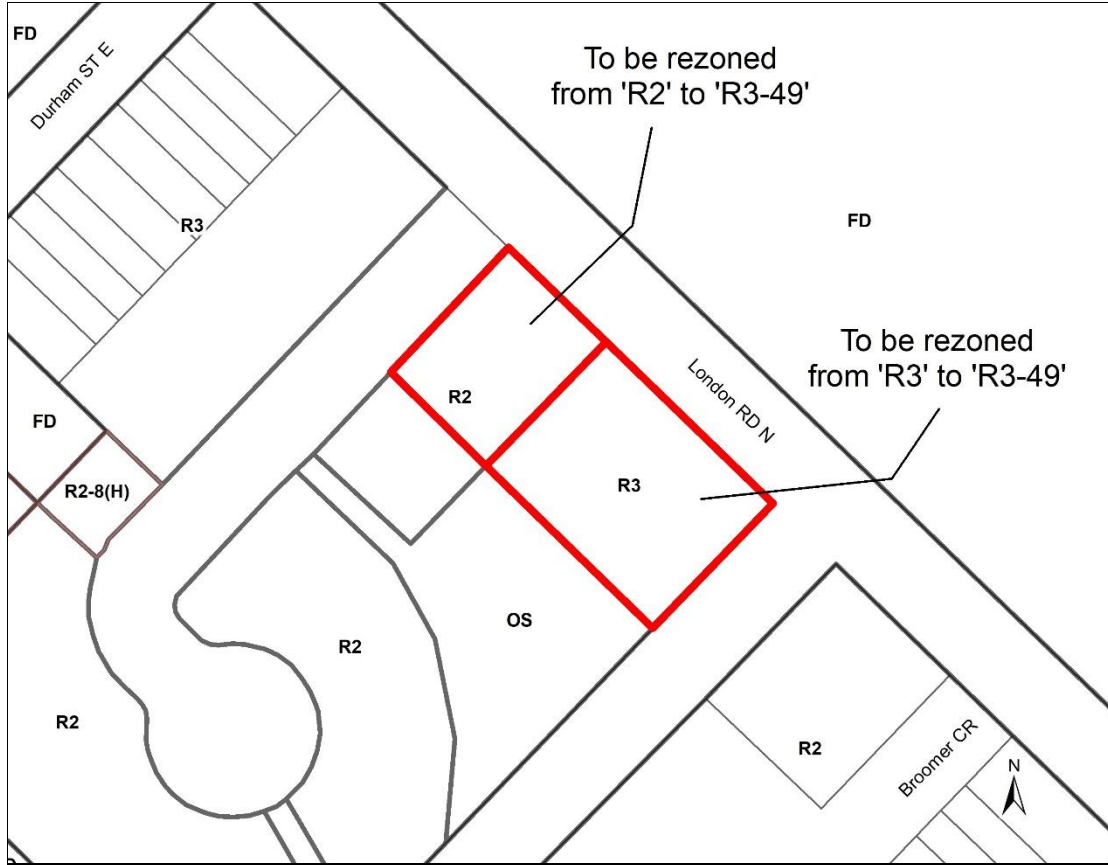 FD
Durham ST E
To be rezoned
from 'R2' to 'R3-49'
R3
FD
To be rezoned
from 'R3' to 'R3-49'
London RD N
R2
FD
R2-8(H)
R3
OS
R2
R2
R2
Broomer CR
N